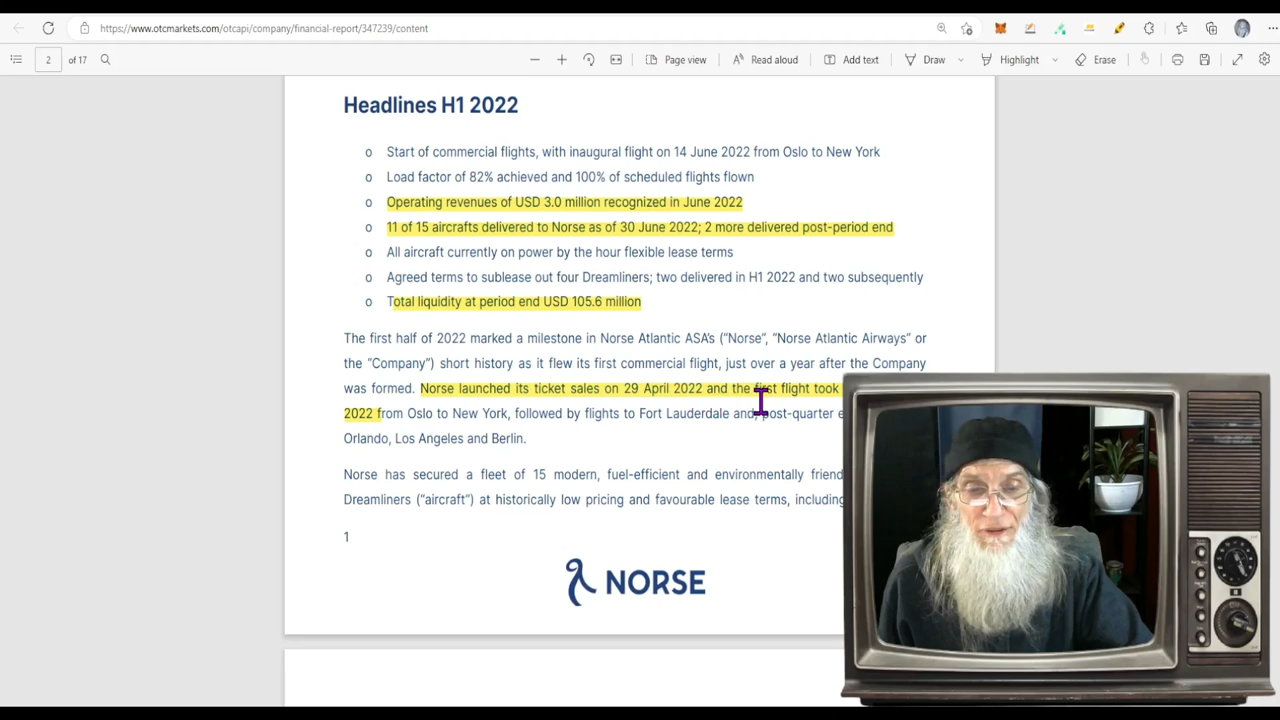 https://www.otcmarkets.com/otcapi/company/financial-report/347239/content
2 of 17
Page view
Read aloud
Add text
Draw
Highlight
Erase
Headlines H1 2022
o Start of commercial flights, with inaugural flight on 14 June 2022 from Oslo to New York
o Load factor of 82% achieved and 100% of scheduled flights flown
o Operating revenues of USD 3.0 million recognized in June 2022
o 11 of 15 aircrafts delivered to Norse as of 30 June 2022; 2 more delivered post-period end
o All aircraft currently on power by the hour flexible lease terms
o Agreed terms to sublease out four Dreamliners; two delivered in H1 2022 and two subsequently
o Total liquidity at period end USD 105.6 million
The first half of 2022 marked a milestone in Norse Atlantic ASA's ("Norse", "Norse Atlantic Airways" or
the "Company") short history as it flew its first commercial flight, just over a year after the Company
was formed. Norse launched its ticket sales on 29 April 2022 and the first flight took
2022 from Oslo to New York, followed by flights to Fort Lauderdale and, post-quarter e
Orlando, Los Angeles and Berlin.
Norse has secured a fleet of 15 modern, fuel-efficient and environmentally friend
Dreamliners ("aircraft") at historically low pricing and favourable lease terms, including
1
NORSE